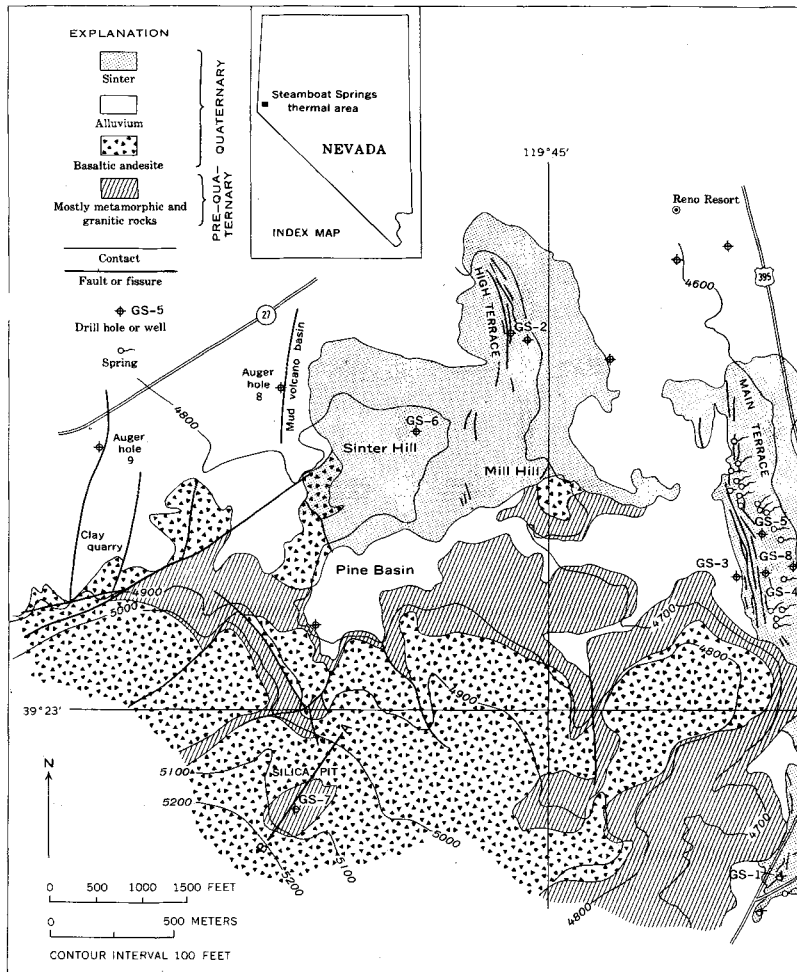 EXPLANATION
Sinter
Alluvium
Basaltic andesite
Mostly metamorphic and
granitic rocks
QUATERNARY
PRE-QUA-
TERNARY
Contact
Fault or fissure
GS-5
Drill hole or well
Spring
Steamboat Springs
thermal area
NEVADA
INDEX MAP
119°45'
Reno Resort
395
4600
27
HIGH TERRACE
GS-2
Mud volcano basin
Auger
hole
8
4800
Auger
hole
9
GS-6
Sinter Hill
Mill Hill
MAIN TERRACE
Clay
quarry
GS-5
GS-8
GS-3
GS-4
Pine Basin
4900
5000
4700
4800
4900
39°23'
N
5100
5200
SILICA PIT
A
GS-7
B
5000
5100
5200
4700
GS-1
4800
0 500 1000 1500 FEET
0 500 METERS
CONTOUR INTERVAL 100 FEET